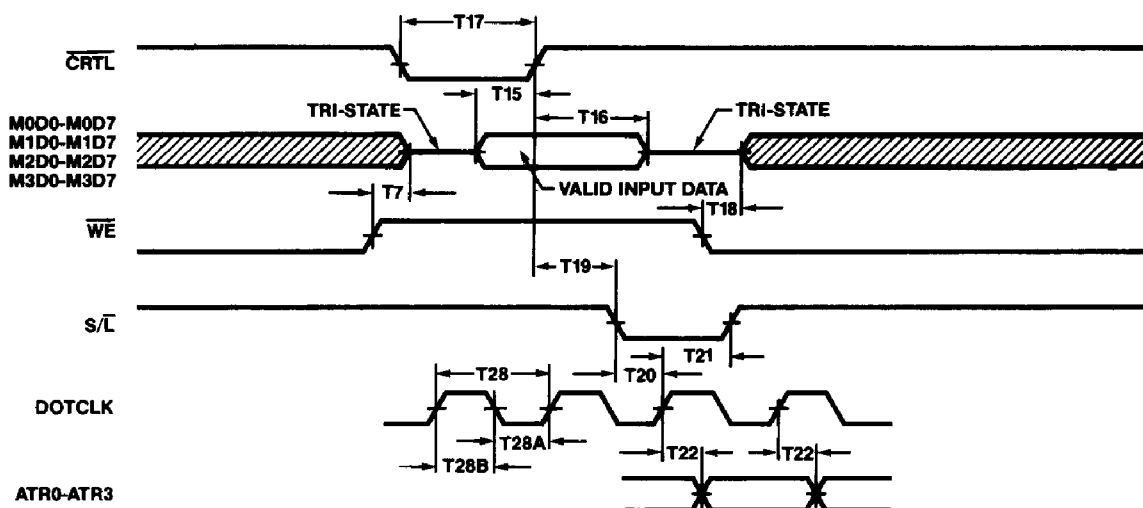 T17
CRTL
T15
TRI-STATE
T16
TRI-STATE
M0D0-M0D7
M1D0-M1D7
M2D0-M2D7
M3D0-M3D7
T7
VALID INPUT DATA
T18
WE
T19
S/L
T20
T21
T28
DOTCLK
T28A
T28B
T22
T22
ATR0-ATR3